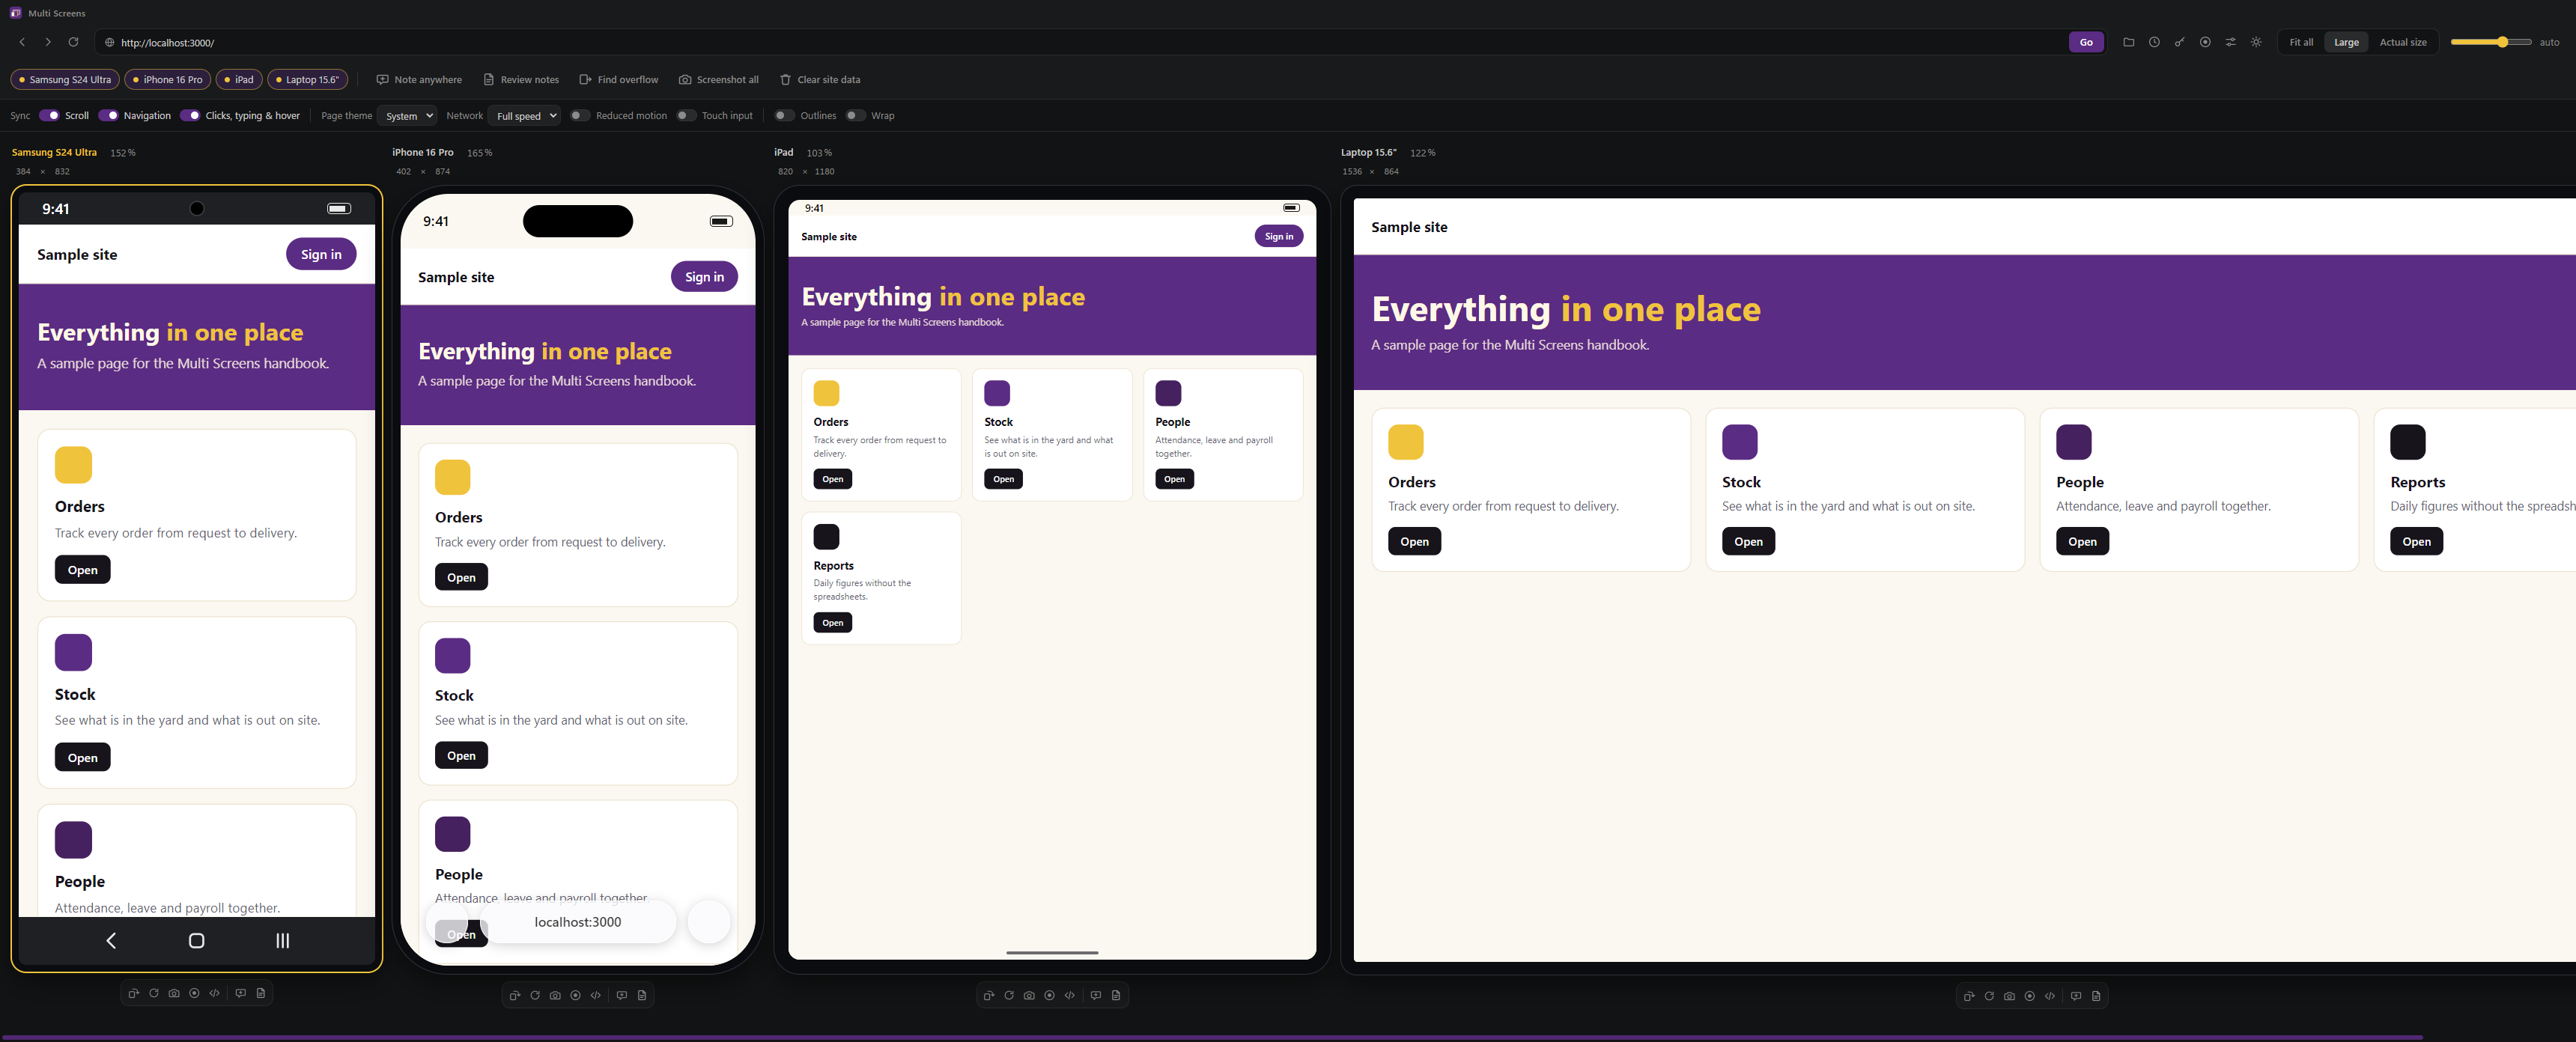 Multi Screens
http://localhost:3000/
Go
Fit all
Large
Actual size
auto
Samsung S24 Ultra
iPhone 16 Pro
iPad
Laptop 15.6"
Note anywhere
Review notes
Find overflow
Screenshot all
Clear site data
Sync
Scroll
Navigation
Clicks, typing & hover
Page theme
System
Network
Full speed
Reduced motion
Touch input
Outlines
Wrap
Samsung S24 Ultra 152 %
384 × 832
9:41
Sample site
Sign in
Everything in one place
A sample page for the Multi Screens handbook.
Orders
Track every order from request to delivery.
Open
Stock
See what is in the yard and what is out on site.
Open
People
Attendance, leave and payroll together.
iPhone 16 Pro 165 %
402 × 874
9:41
Sample site
Sign in
Everything in one place
A sample page for the Multi Screens handbook.
Orders
Track every order from request to delivery.
Open
Stock
See what is in the yard and what is out on site.
Open
People
Attendance, leave and payroll together.
Open
localhost:3000
iPad 103 %
820 × 1180
9:41
Sample site
Sign in
Everything in one place
A sample page for the Multi Screens handbook.
Orders
Track every order from request to
delivery.
Open
Stock
See what is in the yard and what
is out on site.
Open
People
Attendance, leave and payroll
together.
Open
Reports
Daily figures without the
spreadsheets.
Open
Laptop 15.6" 122 %
1536 × 864
Sample site
Everything in one place
A sample page for the Multi Screens handbook.
Orders
Track every order from request to delivery.
Open
Stock
See what is in the yard and what is out on site.
Open
People
Attendance, leave and payroll together.
Open
Reports
Daily figures without the spreadsh
Open